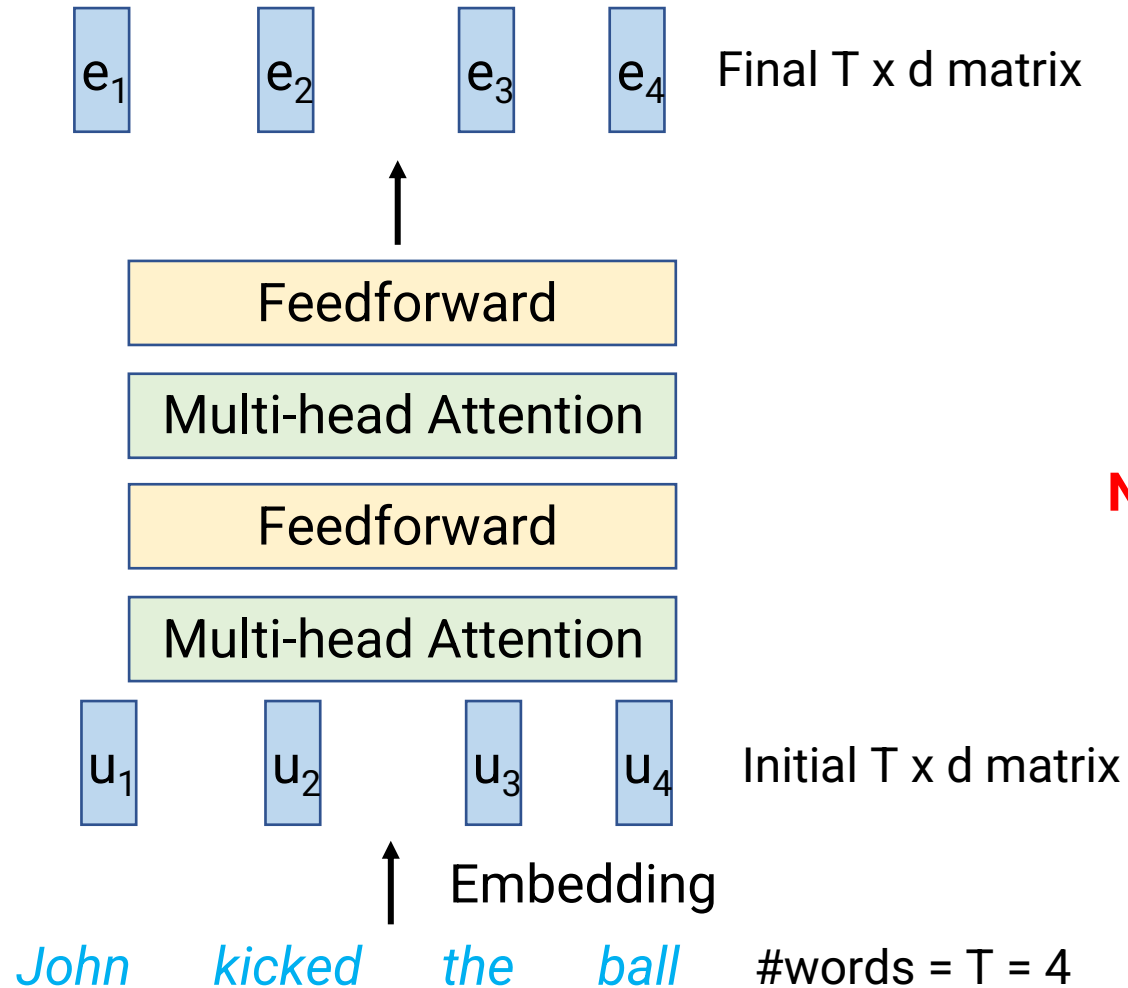 e₁ e₂ e₃ e₄ Final T x d matrix
Feedforward
Multi-head Attention
Feedforward
N
Multi-head Attention
u₁ u₂ u₃ u₄ Initial T x d matrix
Embedding
John kicked the ball #words = T = 4